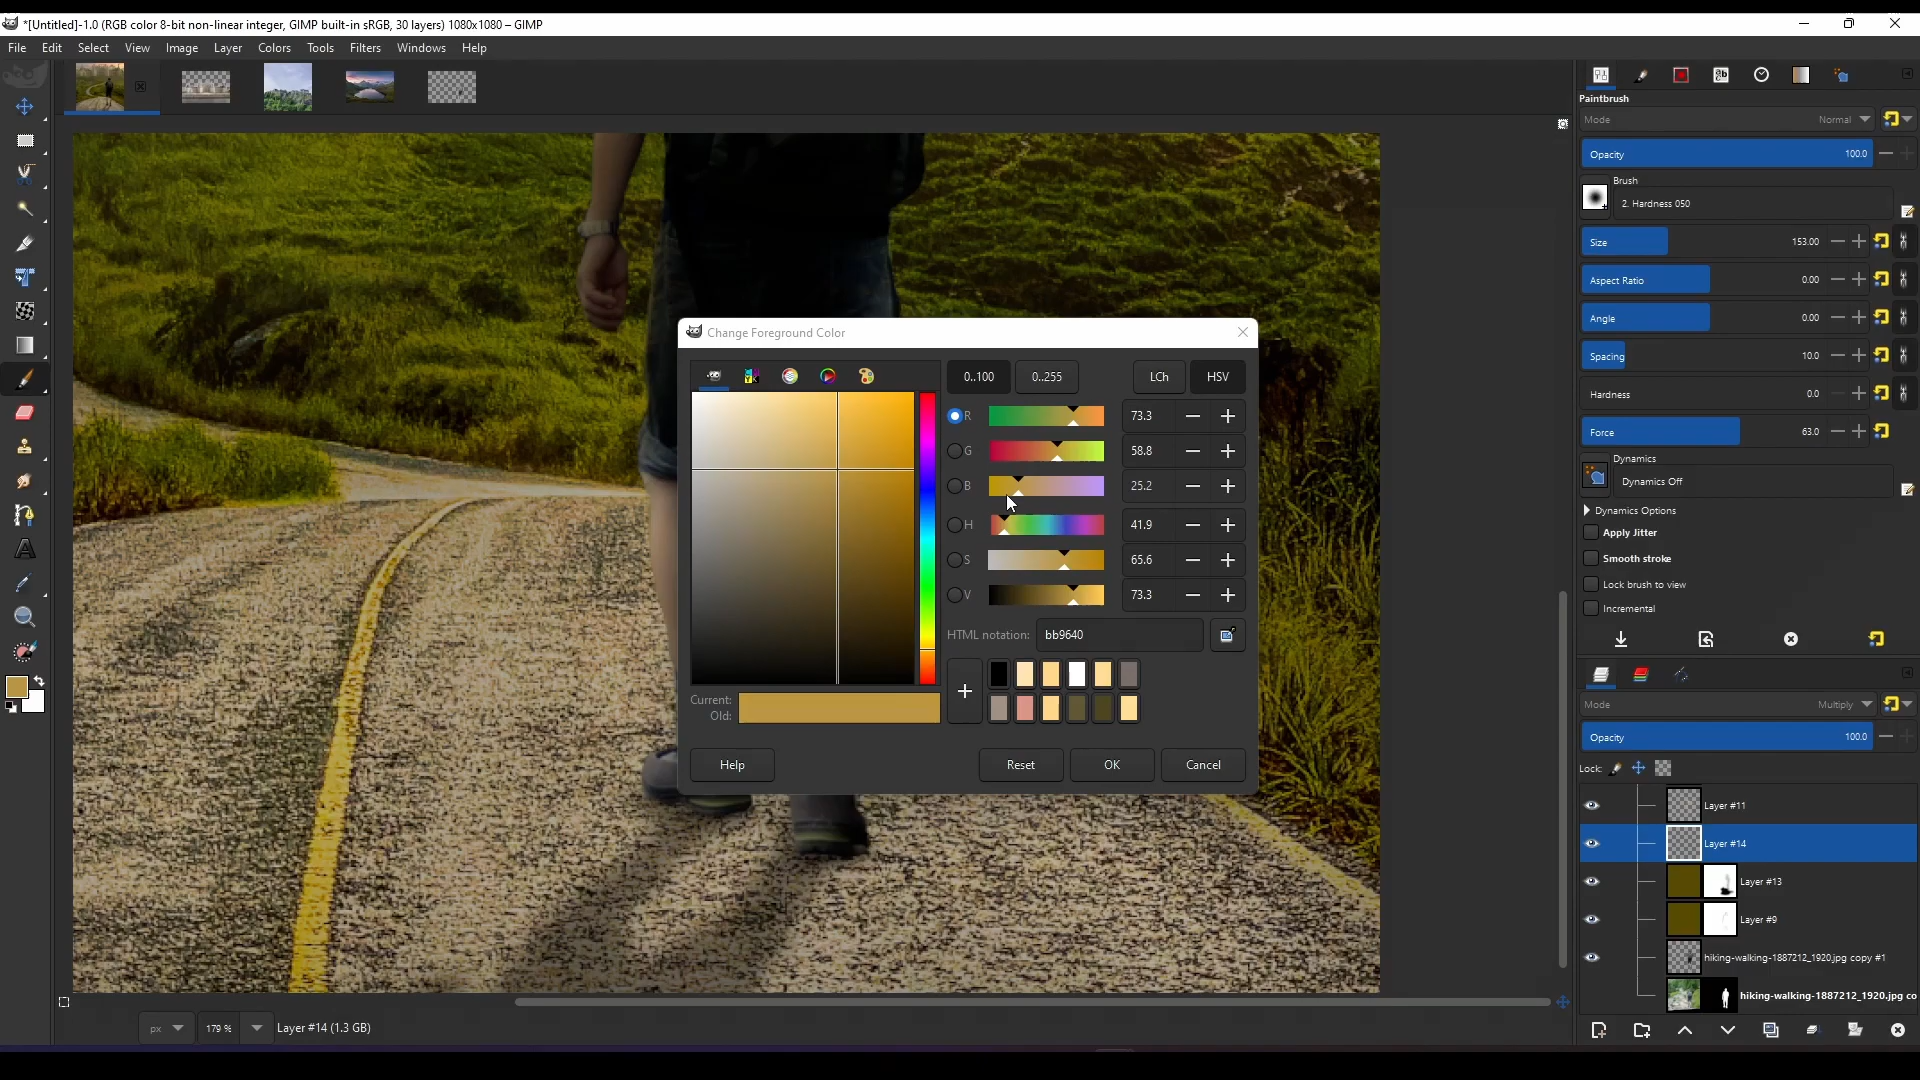 *[Untitled]-1.0 (RGB color 8-bit non-linear integer, GIMP built-in sRGB, 30 layers) 1080x1080 – GIMP
File Edit Select View Image Layer Colors Tools Filters Windows Help
Paintbrush
Mode Normal
Opacity 100.0
Brush
2. Hardness 050
Size 153.00
Aspect Ratio 0.00
Angle 0.00
Spacing 10.0
Hardness 0.0
Force 63.0
Dynamics
Dynamics Off
Dynamics Options
Apply Jitter
Smooth stroke
Lock brush to view
Incremental
Change Foreground Color
0..100 0..255 LCh HSV
R 73.3
G 58.8
B 25.2
H 41.9
S 65.6
V 73.3
HTML notation: bb9640
Current:
Old:
Help Reset OK Cancel
Mode Multiply
Opacity 100.0
Lock:
Layer #11
Layer #14
Layer #13
Layer #9
hiking-walking-1887212_1920.jpg copy #1
hiking-walking-1887212_1920.jpg co
px 179 % Layer #14 (1.3 GB)